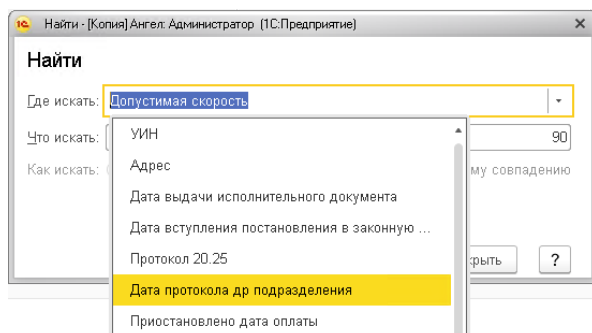 1С Найти - [Копия] Ангел: Администратор (1С:Предприятие) ×
Найти
Где искать: Допустимая скорость
Что искать: 90
Как искать: му совпадению
УИН
Адрес
Дата выдачи исполнительного документа
Дата вступления постановления в законную ...
Протокол 20.25
Дата протокола др подразделения
Приостановлено дата оплаты
крыть ?